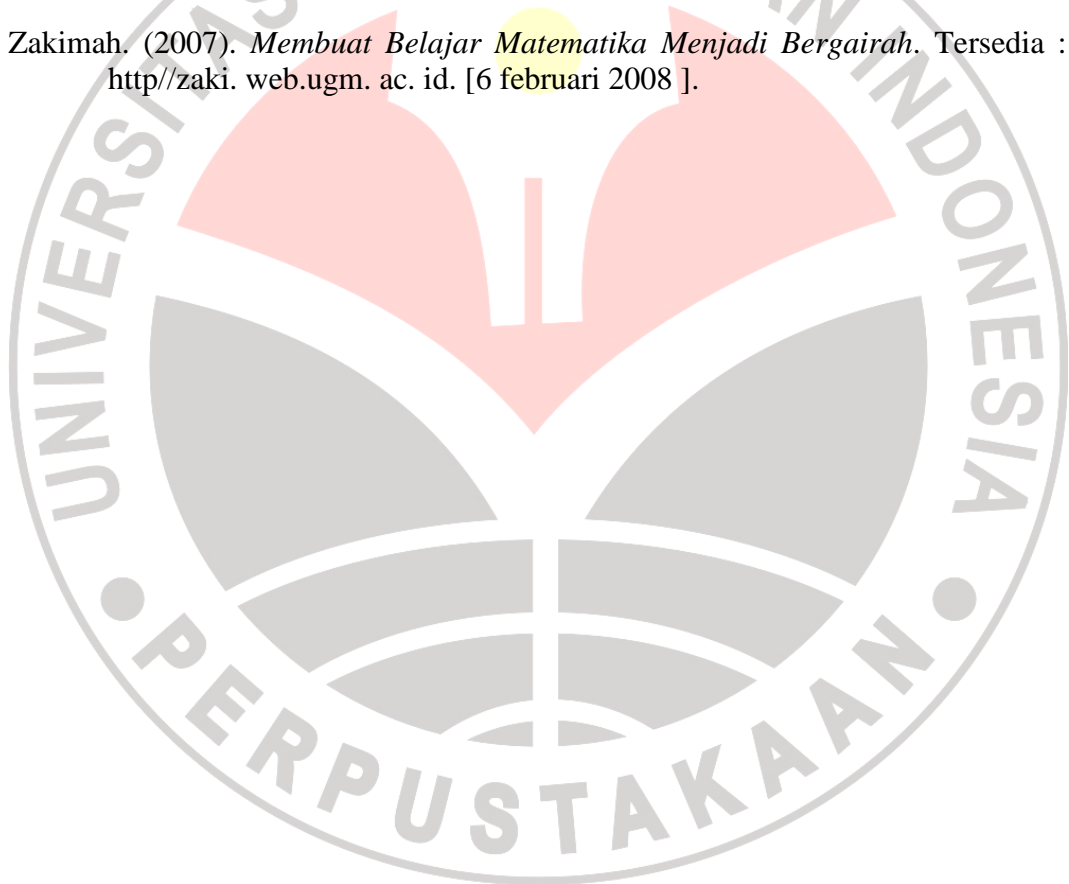 Zakimah. (2007). Membuat Belajar Matematika Menjadi Bergairah. Tersedia :
http//zaki. web.ugm. ac. id. [6 februari 2008 ].
UNIVERSITAS
AN INDONESIA
PERPUSTAKAAN